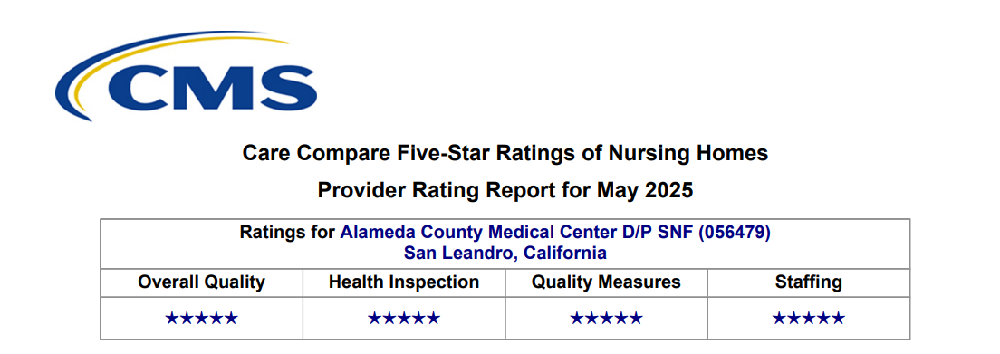 CMS
Care Compare Five-Star Ratings of Nursing Homes
Provider Rating Report for May 2025
Ratings for Alameda County Medical Center D/P SNF (056479)
San Leandro, California
Overall Quality Health Inspection Quality Measures Staffing
★★★★★ ★★★★★ ★★★★★ ★★★★★